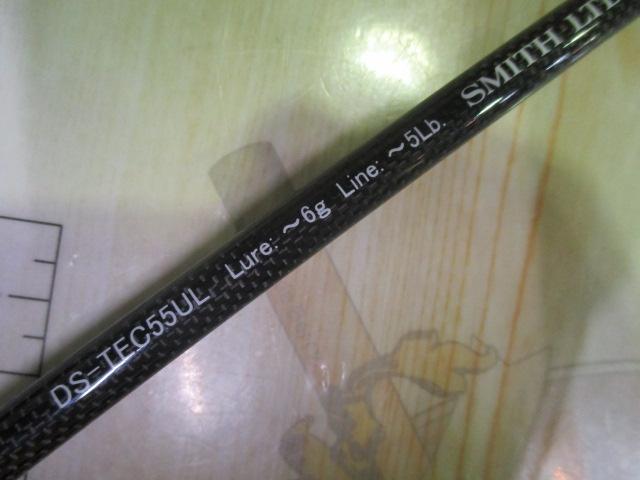 DS-TEC55UL Lure: ~6g Line: ~5Lb. SMITH LTD